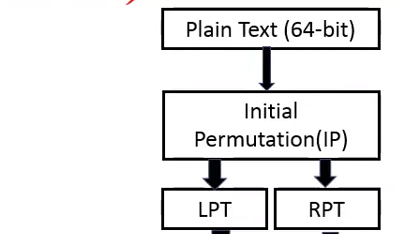 Plain Text (64-bit)
Initial
Permutation(IP)
LPT
RPT